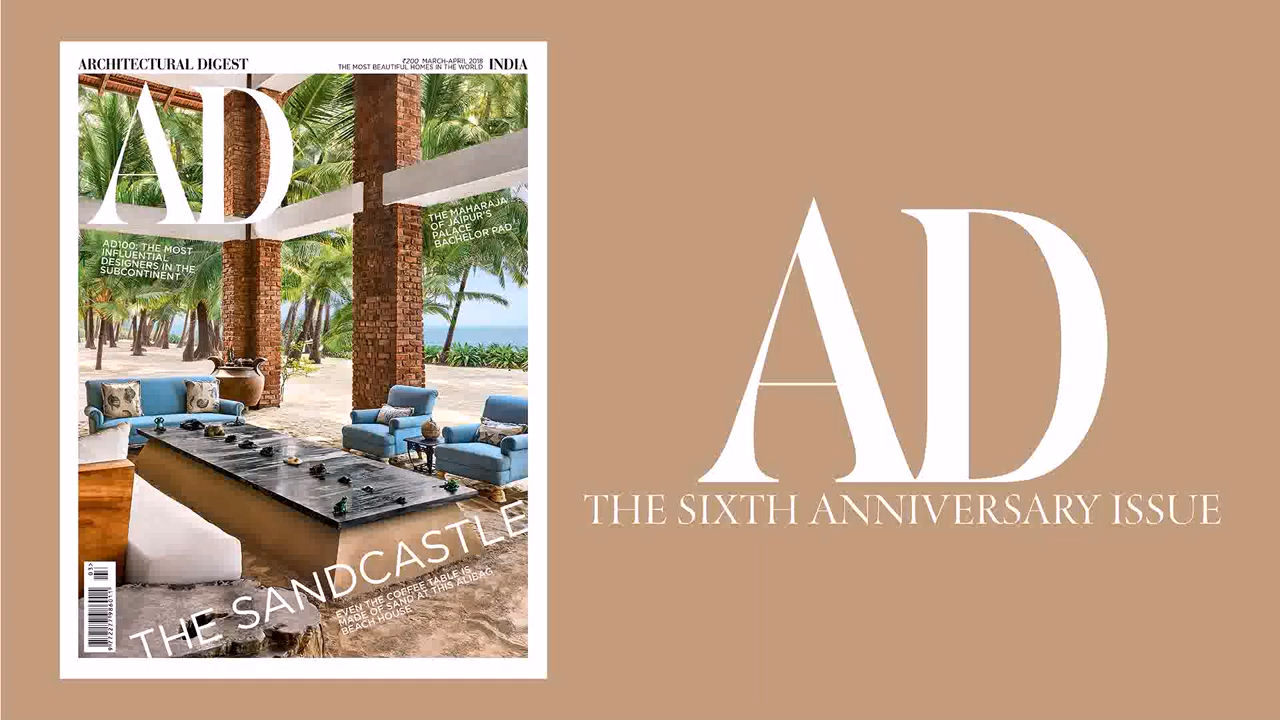 ARCHITECTURAL DIGEST
₹200 MARCH-APRIL 2018
THE MOST BEAUTIFUL HOMES IN THE WORLD
INDIA
AD
THE MAHARAJA
OF JAIPUR'S
PALACE
BACHELOR PAD
AD100: THE MOST
INFLUENTIAL
DESIGNERS IN THE
SUBCONTINENT
THE SANDCASTLE
EVEN THE COFFEE TABLE IS
MADE OF SAND AT THIS ALIBAG
BEACH HOUSE
AD
THE SIXTH ANNIVERSARY ISSUE